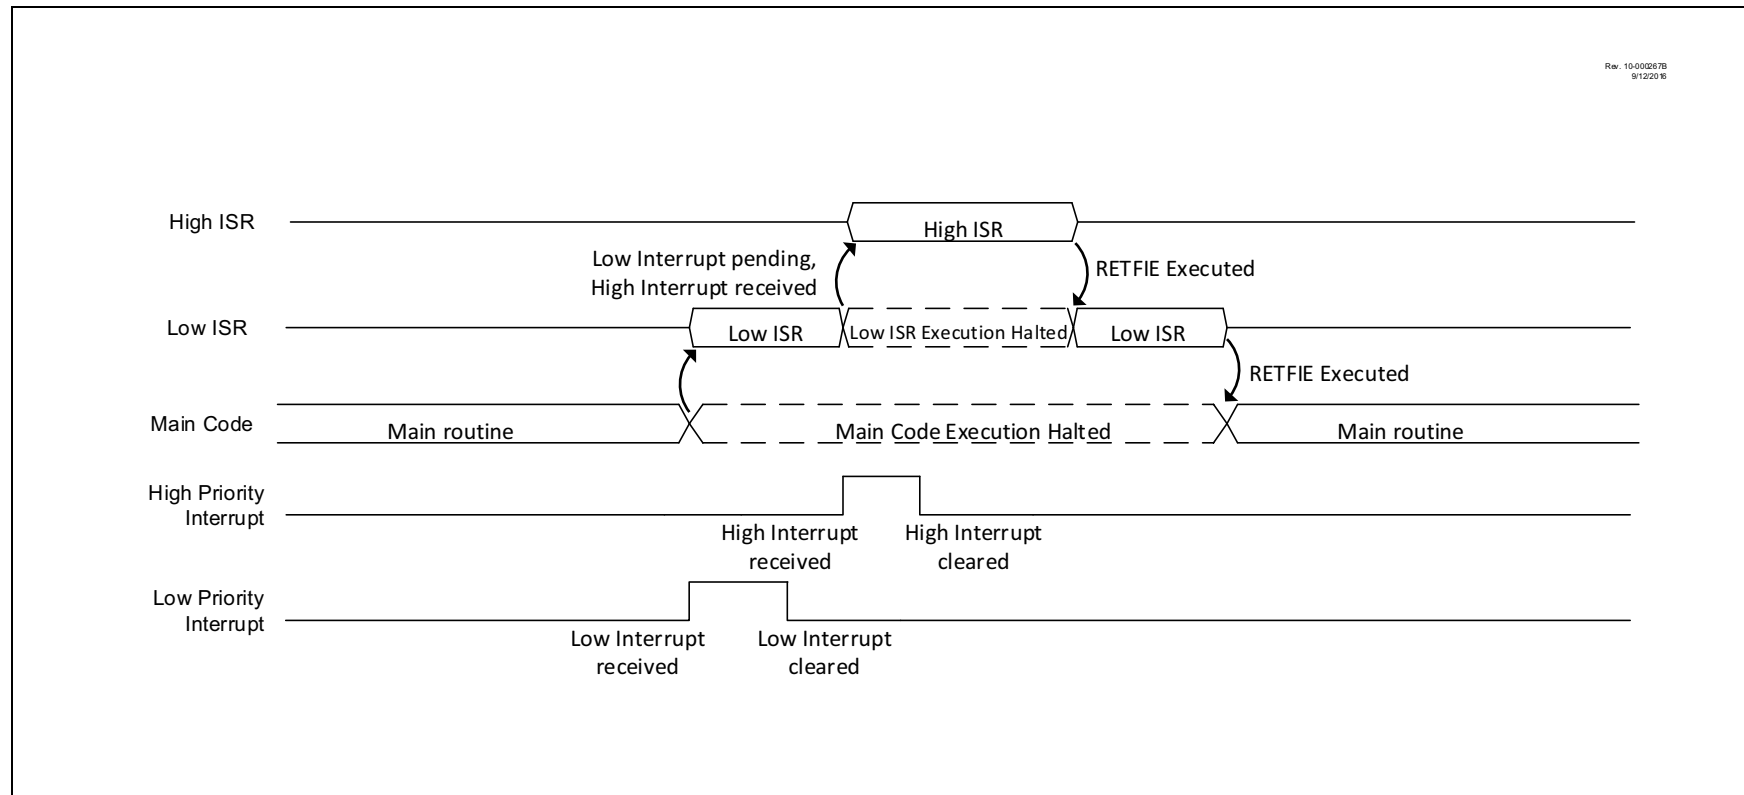 Rev. 10-000267B
9/12/2016
High ISR
High ISR
Low Interrupt pending,
High Interrupt received
RETFIE Executed
Low ISR
Low ISR
Low ISR Execution Halted
Low ISR
RETFIE Executed
Main Code
Main routine
Main Code Execution Halted
Main routine
High Priority
Interrupt
High Interrupt
received
High Interrupt
cleared
Low Priority
Interrupt
Low Interrupt
received
Low Interrupt
cleared